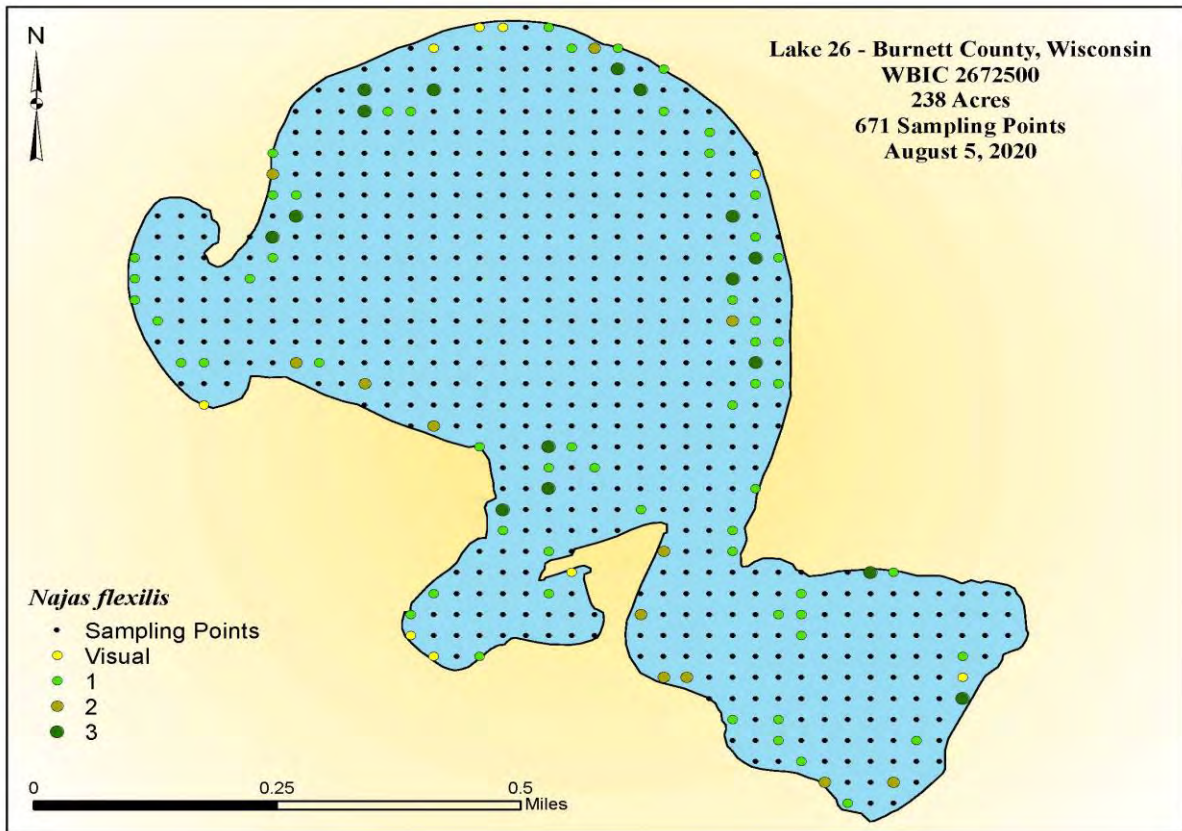 N
Lake 26 - Burnett County, Wisconsin
WBIC 2672500
238 Acres
671 Sampling Points
August 5, 2020
Najas flexilis
Sampling Points
Visual
1
2
3
0 0.25 0.5
Miles